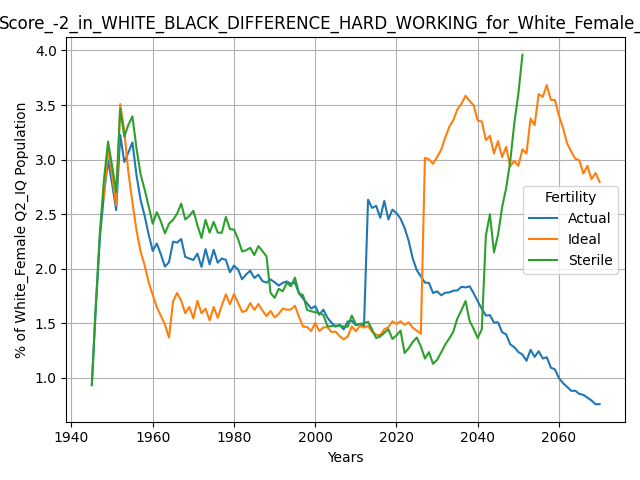 Score_-2_in_WHITE_BLACK_DIFFERENCE_HARD_WORKING_for_White_Female_
% of White_Female Q2_IQ Population
4.0
3.5
3.0
2.5
2.0
1.5
1.0
Fertility
Actual
Ideal
Sterile
1940
1960
1980
2000
2020
2040
2060
Years